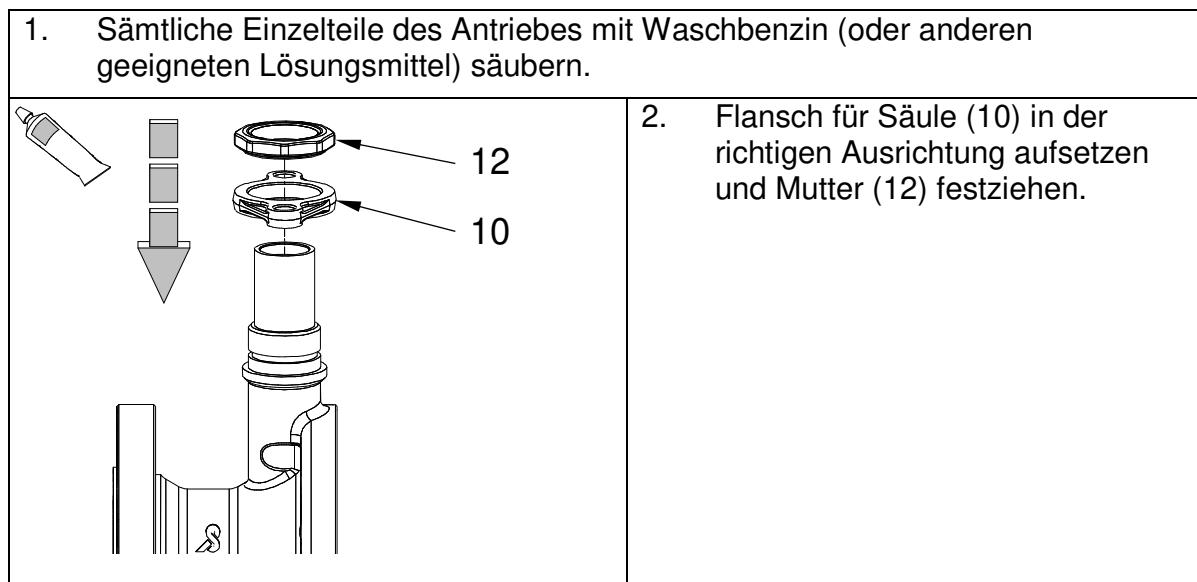 1. Sämtliche Einzelteile des Antriebes mit Waschbenzin (oder anderen
geeigneten Lösungsmittel) säubern.
12
10
2. Flansch für Säule (10) in der
richtigen Ausrichtung aufsetzen
und Mutter (12) festziehen.